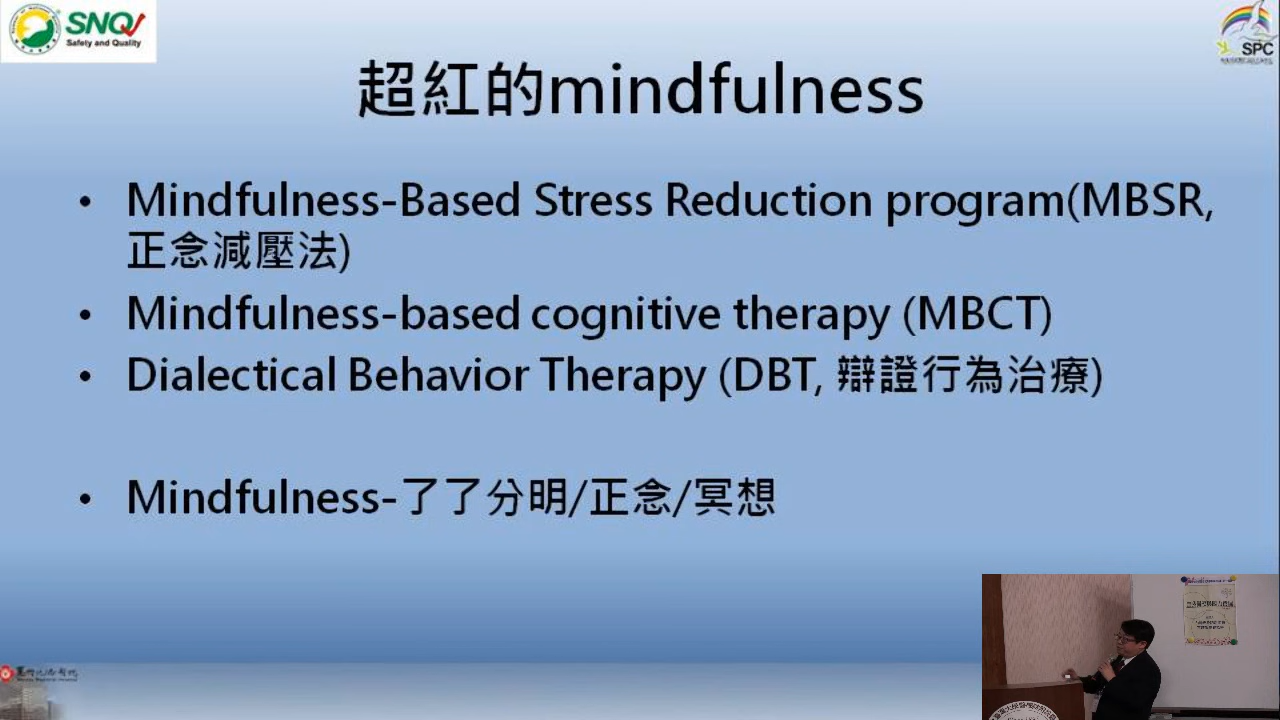 SNQ
Safety and Quality
SPC
超紅的mindfulness
• Mindfulness-Based Stress Reduction program(MBSR,
正念減壓法)
• Mindfulness-based cognitive therapy (MBCT)
• Dialectical Behavior Therapy (DBT, 辯證行為治療)
• Mindfulness-了了分明/正念/冥想